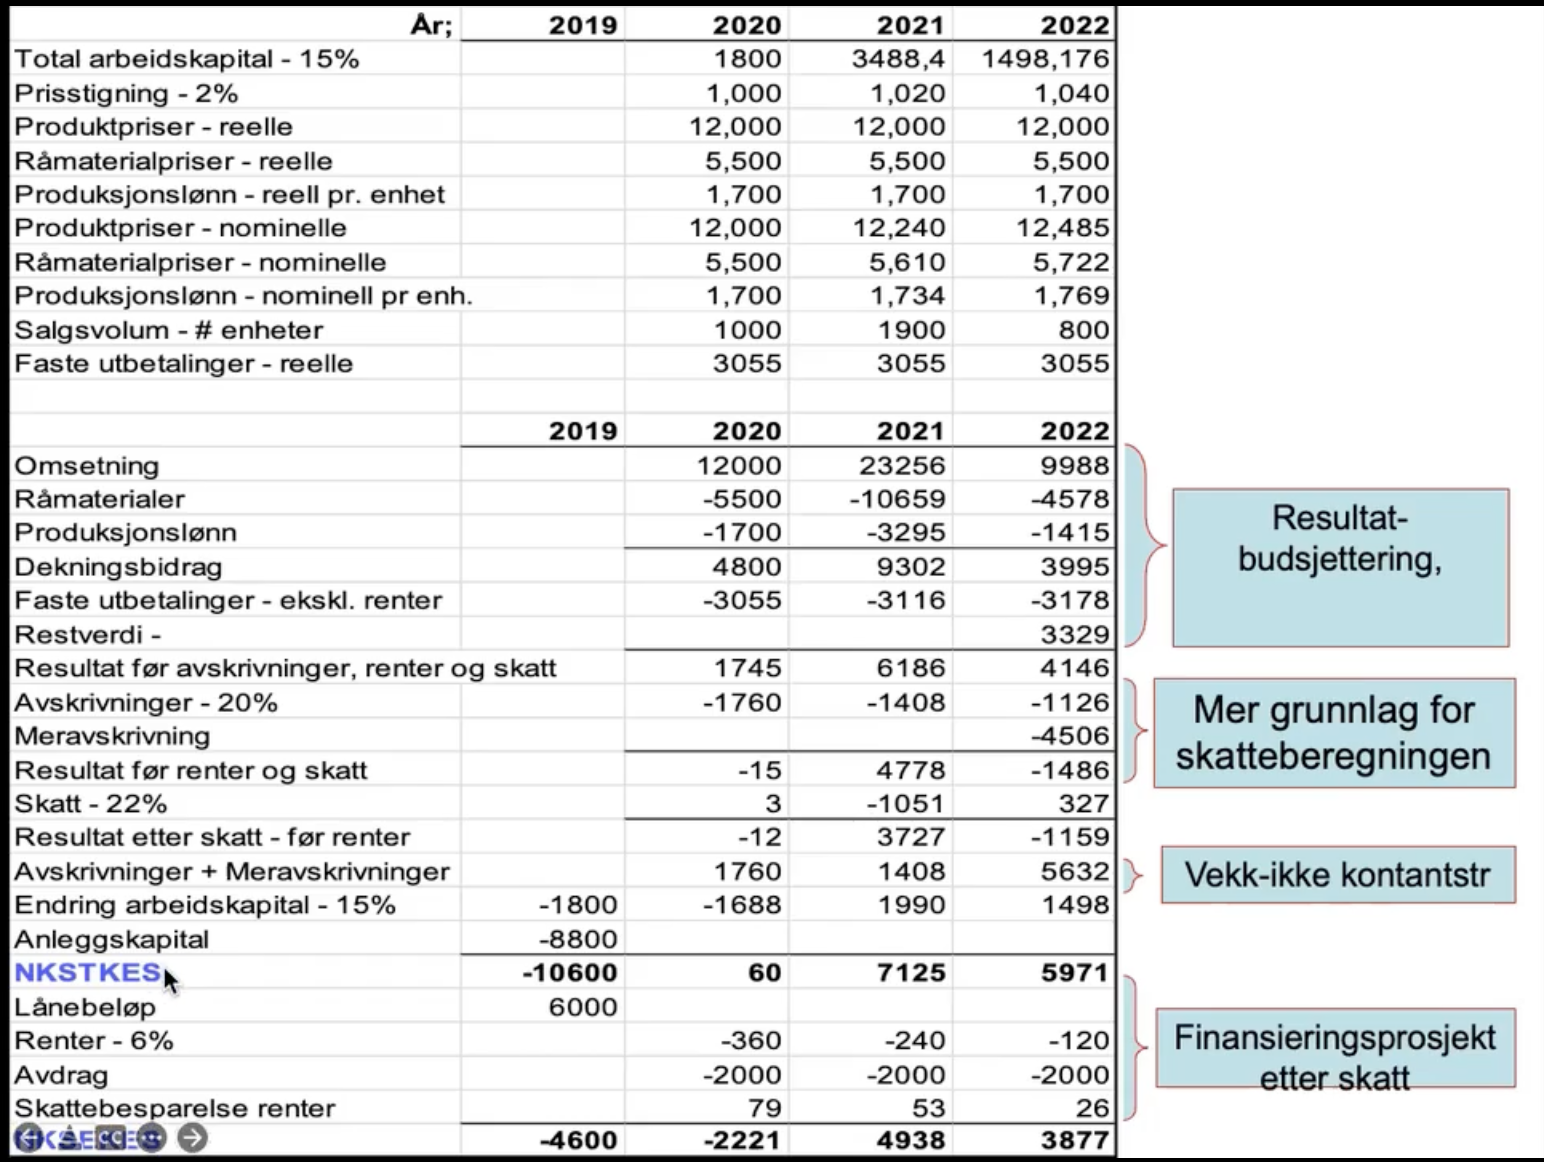 År; 2019 2020 2021 2022
Total arbeidskapital - 15% 1800 3488,4 1498,176
Prisstigning - 2% 1,000 1,020 1,040
Produktpriser - reelle 12,000 12,000 12,000
Råmaterialpriser - reelle 5,500 5,500 5,500
Produksjonslønn - reell pr. enhet 1,700 1,700 1,700
Produktpriser - nominelle 12,000 12,240 12,485
Råmaterialpriser - nominelle 5,500 5,610 5,722
Produksjonslønn - nominell pr enh. 1,700 1,734 1,769
Salgsvolum - # enheter 1000 1900 800
Faste utbetalinger - reelle 3055 3055 3055
2019 2020 2021 2022
Omsetning 12000 23256 9988
Råmaterialer -5500 -10659 -4578
Produksjonslønn -1700 -3295 -1415
Dekningsbidrag 4800 9302 3995
Faste utbetalinger - ekskl. renter -3055 -3116 -3178
Restverdi - 3329
Resultat før avskrivninger, renter og skatt 1745 6186 4146
Avskrivninger - 20% -1760 -1408 -1126
Meravskrivning -4506
Resultat før renter og skatt -15 4778 -1486
Skatt - 22% 3 -1051 327
Resultat etter skatt - før renter -12 3727 -1159
Avskrivninger + Meravskrivninger 1760 1408 5632
Endring arbeidskapital - 15% -1800 -1688 1990 1498
Anleggskapital -8800
NKSTKES -10600 60 7125 5971
Lånebeløp 6000
Renter - 6% -360 -240 -120
Avdrag -2000 -2000 -2000
Skattebesparelse renter 79 53 26
-4600 -2221 4938 3877
Resultat-
budsjettering,
Mer grunnlag for
skatteberegningen
Vekk-ikke kontantstr
Finansieringsprosjekt
etter skatt